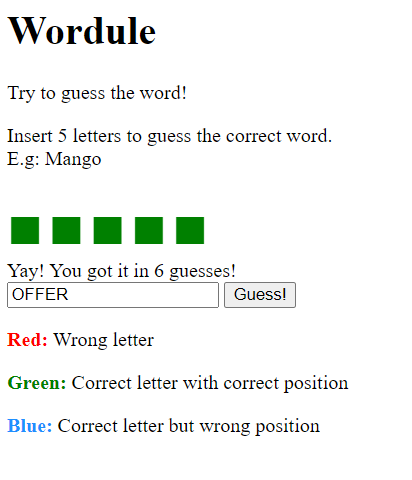 Wordule
Try to guess the word!
Insert 5 letters to guess the correct word.
E.g: Mango
Yay! You got it in 6 guesses!
OFFER Guess!
Red: Wrong letter
Green: Correct letter with correct position
Blue: Correct letter but wrong position